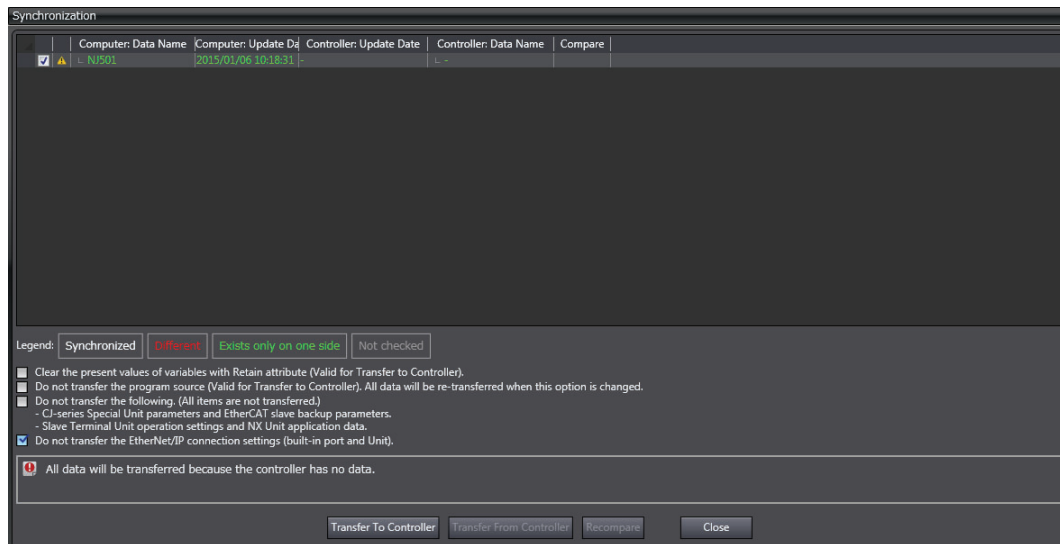 Synchronization
Computer: Data Name Computer: Update Da Controller: Update Date Controller: Data Name Compare
NJ501 2015/01/06 10:18:31 - -
Legend: Synchronized Different Exists only on one side Not checked
Clear the present values of variables with Retain attribute (Valid for Transfer to Controller).
Do not transfer the program source (Valid for Transfer to Controller). All data will be re-transferred when this option is changed.
Do not transfer the following. (All items are not transferred.)
- CJ-series Special Unit parameters and EtherCAT slave backup parameters.
- Slave Terminal Unit operation settings and NX Unit application data.
Do not transfer the EtherNet/IP connection settings (built-in port and Unit).
All data will be transferred because the controller has no data.
Transfer To Controller Transfer From Controller Recompare Close